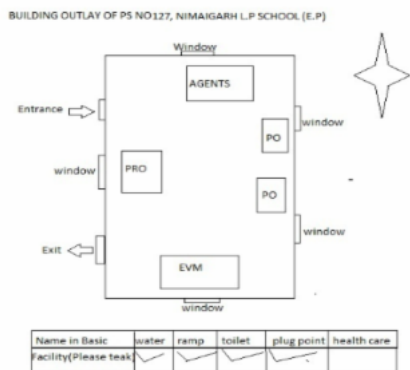 BUILDING OUTLAY OF PS NO127, NIMAIGARH L.P SCHOOL (E.P)
Window
AGENTS
Entrance
window
PO
window
PRO
PO
window
Exit
EVM
window
Name in Basic water ramp toilet plug point health care
Facility(Please teak)